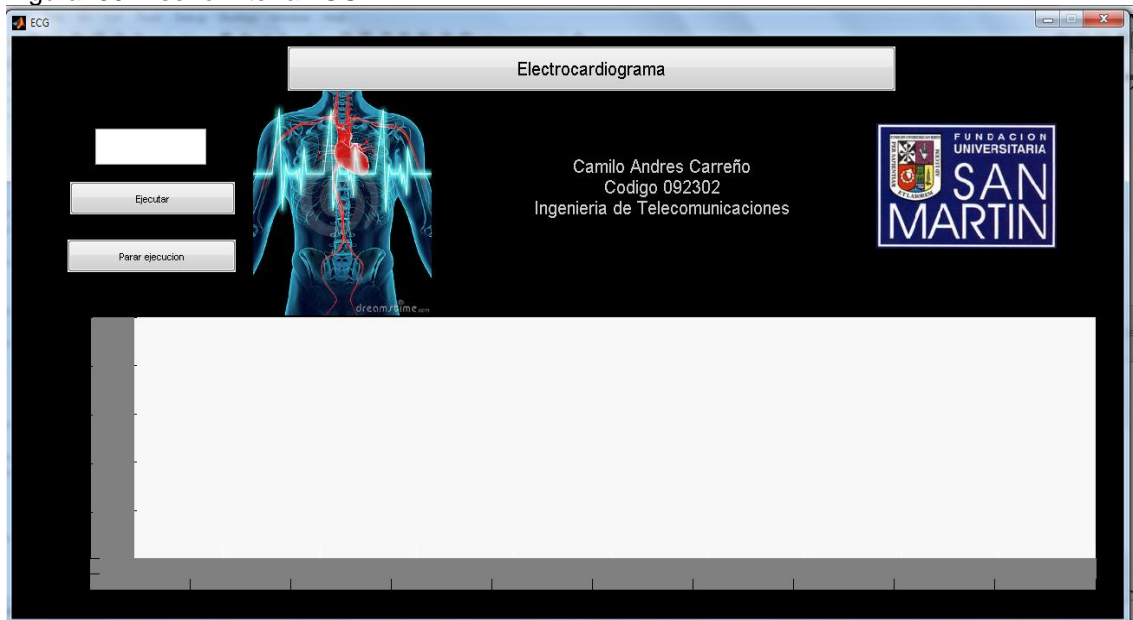 ECG
Electrocardiograma
Camilo Andres Carreño
Codigo 092302
Ingenieria de Telecomunicaciones
FUNDACION
UNIVERSITARIA
SAN
MARTIN
Ejecutar
Parar ejecucion
dreamstime.com